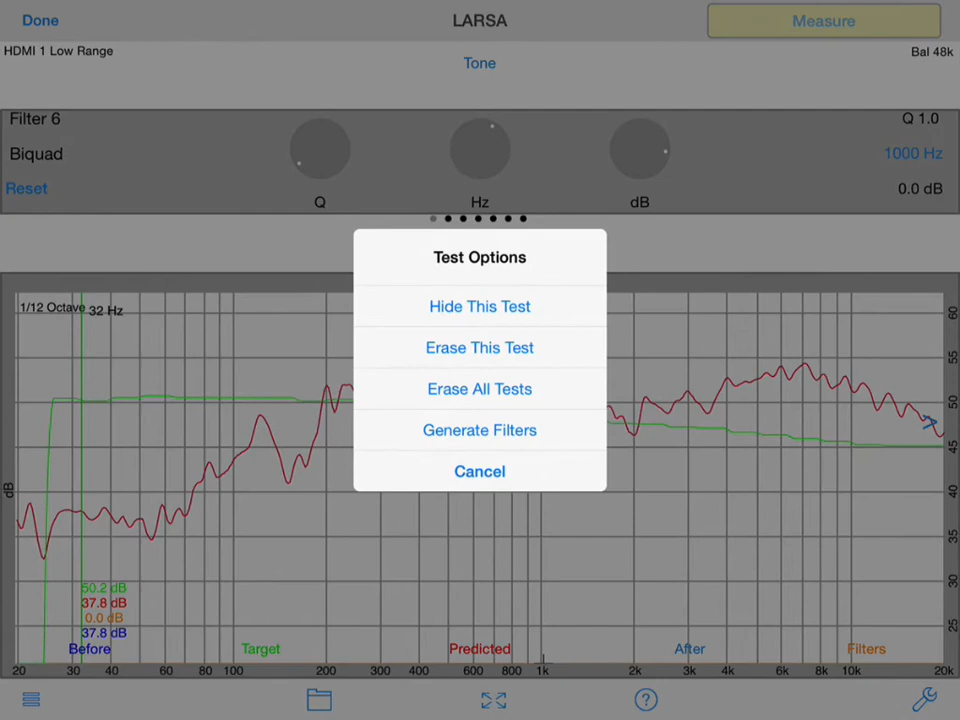 Done
LARSA
Measure
HDMI 1 Low Range
Bal 48k
Tone
Filter 6
Q 1.0
Biquad
1000 Hz
Reset
0.0 dB
Q
Hz
dB
Test Options
Hide This Test
Erase This Test
Erase All Tests
Generate Filters
Cancel
1/12 Octave
32 Hz
60
55
50
>
45
40
35
30
25
dB
50.2 dB
37.8 dB
0.0 dB
37.8 dB
Before
Target
Predicted
After
Filters
20 30 40 60 80 100 200 300 400 600 800 1k 2k 3k 4k 6k 8k 10k 20k
?